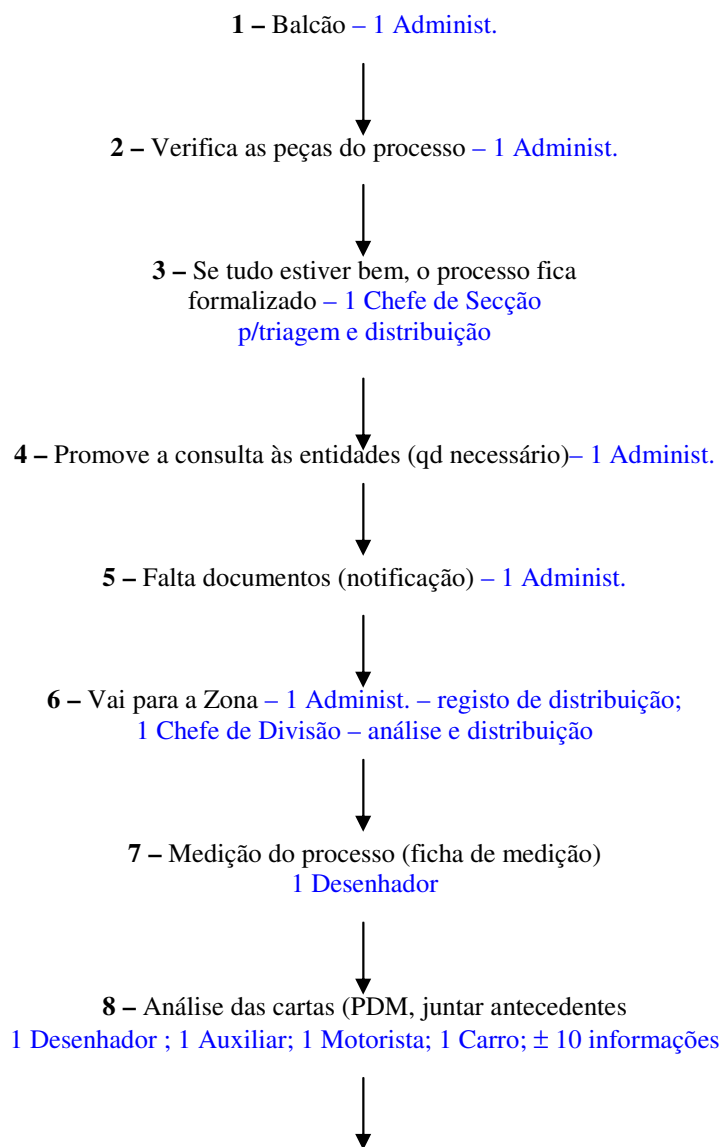 1 – Balcão – 1 Administ.
2 – Verifica as peças do processo – 1 Administ.
3 – Se tudo estiver bem, o processo fica
formalizado – 1 Chefe de Secção
p/triagem e distribuição
4 – Promove a consulta às entidades (qd necessário)– 1 Administ.
5 – Falta documentos (notificação) – 1 Administ.
6 – Vai para a Zona – 1 Administ. – registo de distribuição;
1 Chefe de Divisão – análise e distribuição
7 – Medição do processo (ficha de medição)
1 Desenhador
8 – Análise das cartas (PDM, juntar antecedentes
1 Desenhador ; 1 Auxiliar; 1 Motorista; 1 Carro; ± 10 informações